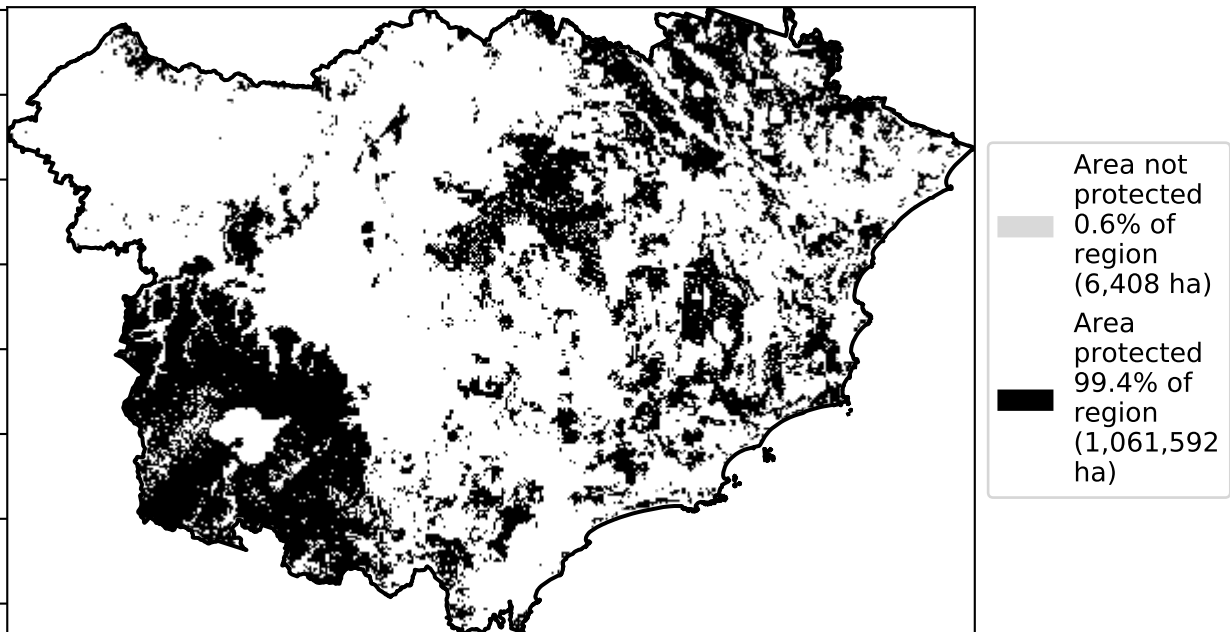 Area not
protected
0.6% of
region
(6,408 ha)
Area
protected
99.4% of
region
(1,061,592
ha)